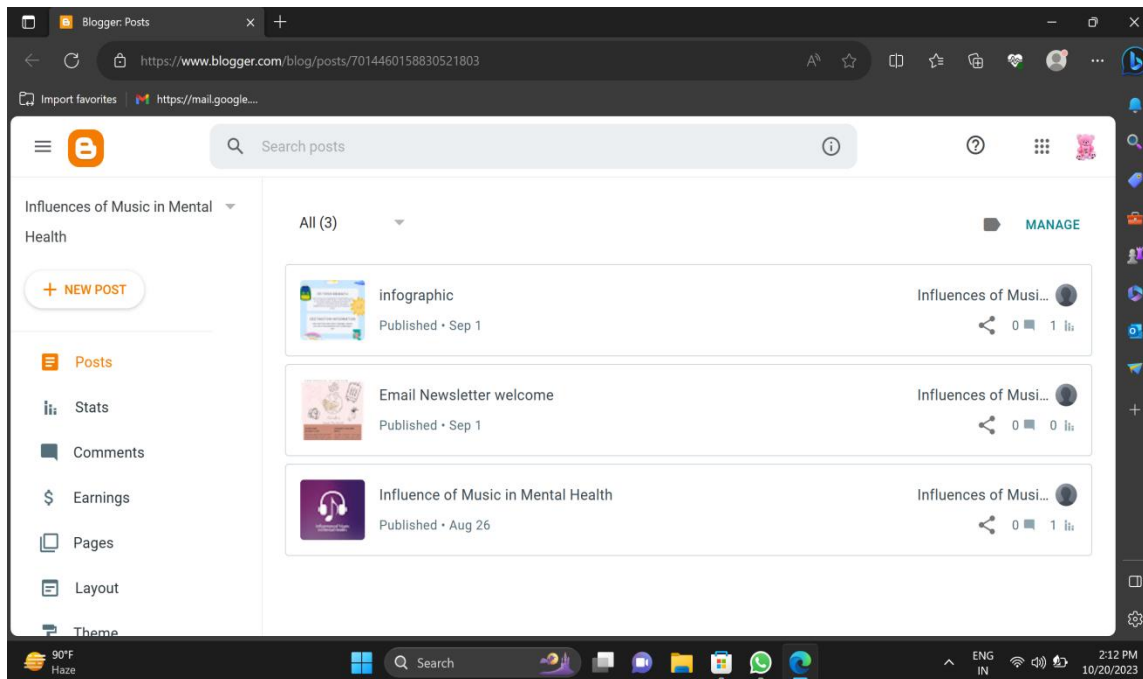 Blogger: Posts
https://www.blogger.com/blog/posts/7014460158830521803
Import favorites
https://mail.google....
Search posts
Influences of Music in Mental
Health
All (3)
MANAGE
NEW POST
infographic
Influences of Musi...
Published • Sep 1
0 1
Posts
Email Newsletter welcome
Influences of Musi...
Stats
Published • Sep 1
0 0
Comments
Earnings
Influence of Music in Mental Health
Influences of Musi...
Published • Aug 26
0 1
Pages
Layout
Theme
90°F
Haze
Search
ENG
IN
2:12 PM
10/20/2023